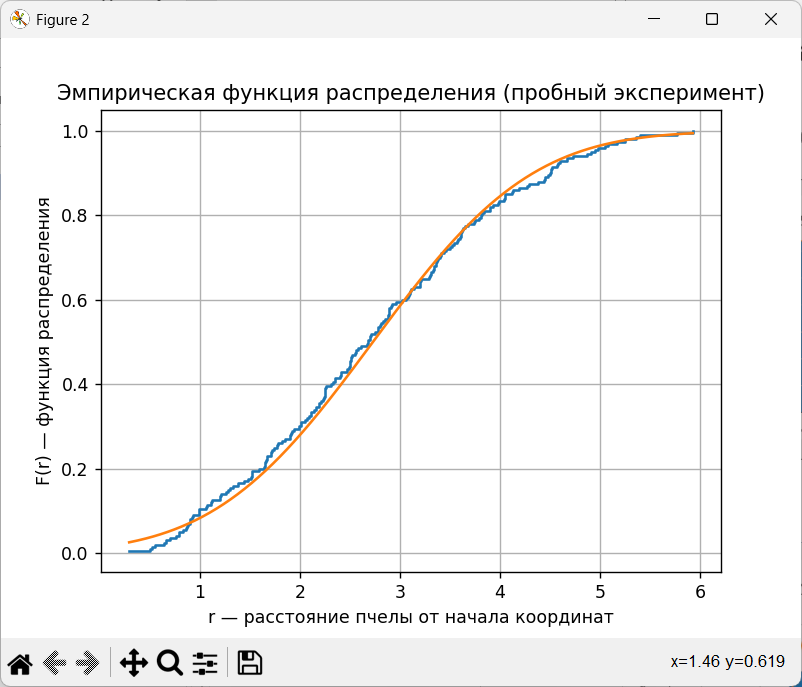 Figure 2
Эмпирическая функция распределения (пробный эксперимент)
1.0
0.8
0.6
0.4
0.2
0.0
F(r) — функция распределения
1 2 3 4 5 6
r — расстояние пчелы от начала координат
x=1.46 y=0.619